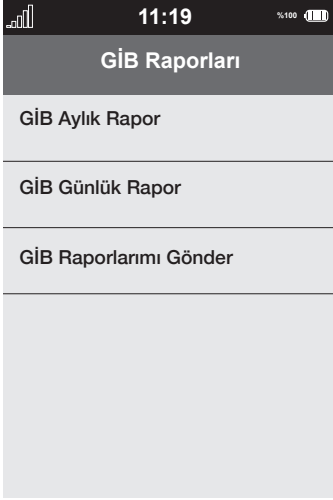 11:19 %100
GİB Raporları
GİB Aylık Rapor
GİB Günlük Rapor
GİB Raporlarımı Gönder